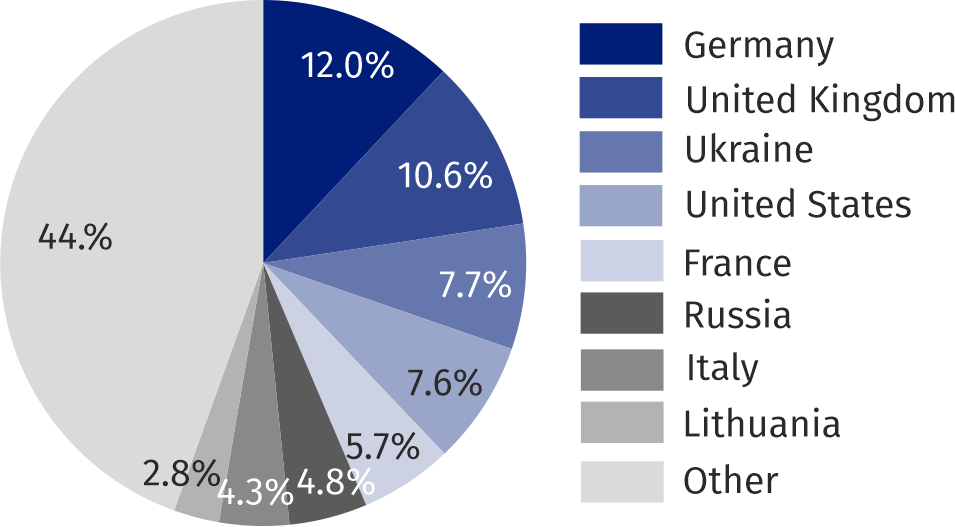 12.0%
10.6%
7.7%
7.6%
5.7%
4.8%
4.3%
2.8%
44.%
Germany
United Kingdom
Ukraine
United States
France
Russia
Italy
Lithuania
Other